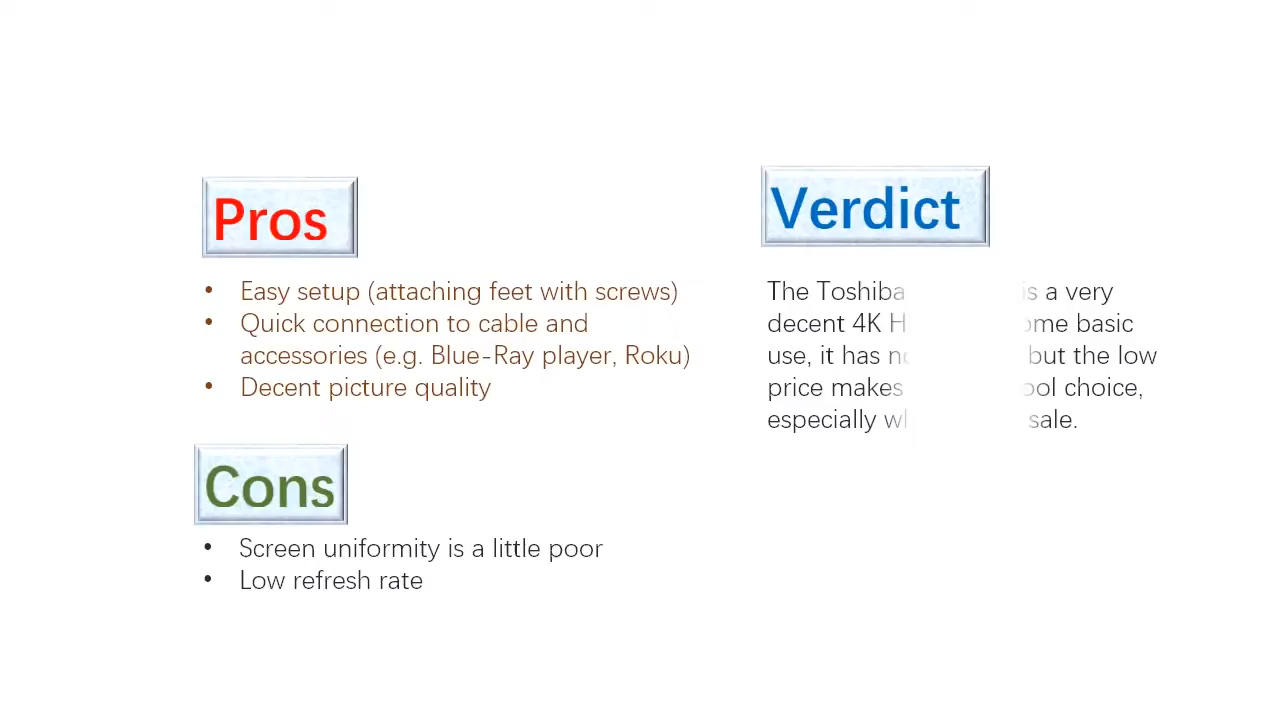 Pros
• Easy setup (attaching feet with screws)
• Quick connection to cable and
accessories (e.g. Blue-Ray player, Roku)
• Decent picture quality
Cons
• Screen uniformity is a little poor
• Low refresh rate
Verdict
The Toshiba is a very
decent 4K basic
use, it has but the low
price makes choice,
especially sale.